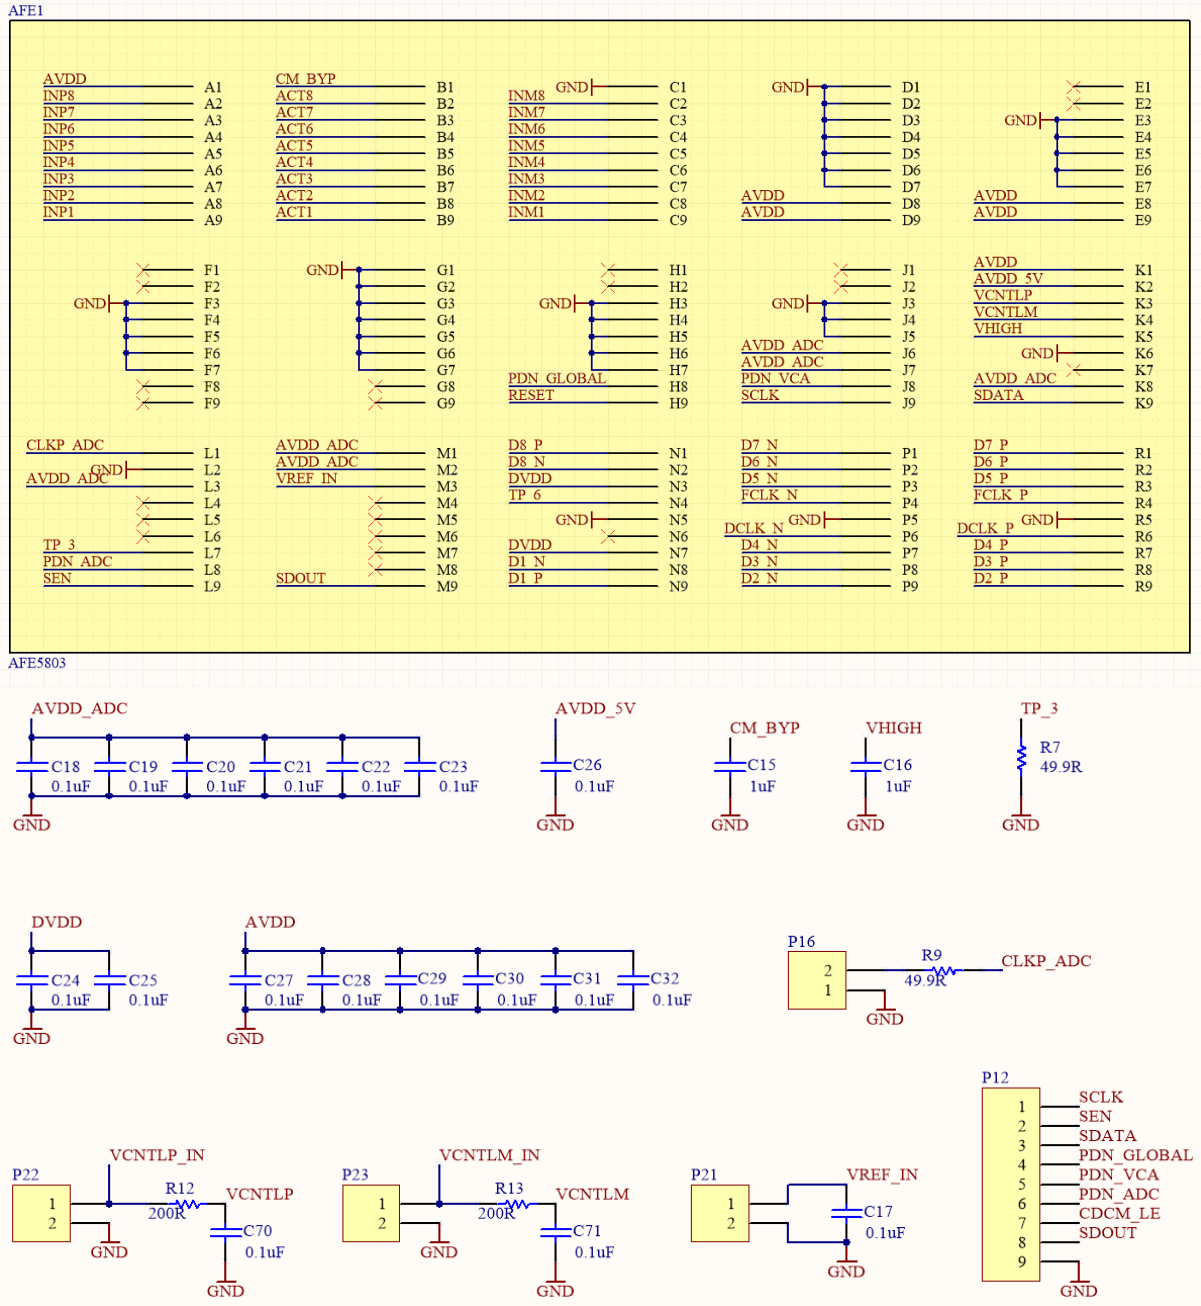 AFE1
AVDD A1 CM_BYP B1 GND C1 GND D1 E1
INP8 A2 ACT8 B2 INM8 C2 D2 E2
INP7 A3 ACT7 B3 INM7 C3 D3 GND E3
INP6 A4 ACT6 B4 INM6 C4 D4 E4
INP5 A5 ACT5 B5 INM5 C5 D5 E5
INP4 A6 ACT4 B6 INM4 C6 D6 E6
INP3 A7 ACT3 B7 INM3 C7 D7 E7
INP2 A8 ACT2 B8 INM2 C8 AVDD D8 AVDD E8
INP1 A9 ACT1 B9 INM1 C9 AVDD D9 AVDD E9
F1 GND G1 H1 J1 AVDD K1
F2 G2 H2 J2 AVDD_5V K2
GND F3 G3 GND H3 GND J3 VCNTLP K3
F4 G4 H4 J4 VCNTLM K4
F5 G5 H5 J5 VHIGH K5
F6 G6 H6 AVDD_ADC J6 GND K6
F7 G7 H7 AVDD_ADC J7 K7
F8 G8 PDN_GLOBAL H8 PDN_VCA J8 AVDD_ADC K8
F9 G9 RESET H9 SCLK J9 SDATA K9
CLKP_ADC L1 AVDD_ADC M1 D8_P N1 D7_N P1 D7_P R1
GND L2 AVDD_ADC M2 D8_N N2 D6_N P2 D6_P R2
AVDD_ADC L3 VREF_IN M3 DVDD N3 D5_N P3 D5_P R3
L4 M4 TP_6 N4 FCLK_N P4 FCLK_P R4
L5 M5 GND N5 GND P5 GND R5
L6 M6 N6 DCLK_N P6 DCLK_P R6
TP_3 L7 M7 DVDD N7 D4_N P7 D4_P R7
PDN_ADC L8 M8 D1_N N8 D3_N P8 D3_P R8
SEN L9 SDOUT M9 D1_P N9 D2_N P9 D2_P R9
AFE5803
AVDD_ADC AVDD_5V TP_3
CM_BYP VHIGH
R7
C18 C19 C20 C21 C22 C23 C26 C15 C16 49.9R
0.1uF 0.1uF 0.1uF 0.1uF 0.1uF 0.1uF 0.1uF 1uF 1uF
GND GND GND GND GND
DVDD AVDD
P16
R9 CLKP_ADC
2
C24 C25 C27 C28 C29 C30 C31 C32 49.9R
1
0.1uF 0.1uF 0.1uF 0.1uF 0.1uF 0.1uF 0.1uF 0.1uF
GND
GND GND
P12
1 SCLK
2 SEN
3 SDATA
4 PDN_GLOBAL
5 PDN_VCA
6 PDN_ADC
7 CDCM_LE
8 SDOUT
9
GND
VCNTLP_IN
P22
R12 VCNTLP
1
200R
2
C70
GND 0.1uF
GND
VCNTLM_IN
P23
R13 VCNTLM
1
200R
2
C71
GND 0.1uF
GND
P21 VREF_IN
1
C17
2
0.1uF
GND